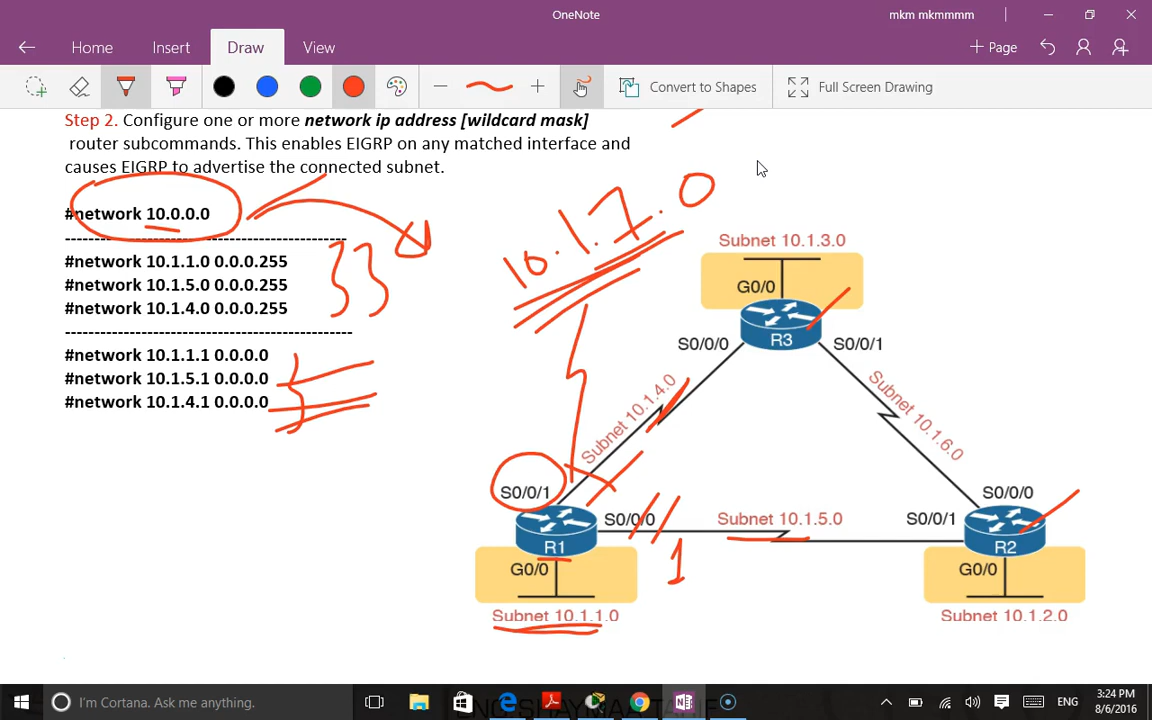 OneNote
mkm mkmmmm
Home
Insert
Draw
View
Page
Convert to Shapes
Full Screen Drawing
Step 2. Configure one or more network ip address [wildcard mask]
router subcommands. This enables EIGRP on any matched interface and
causes EIGRP to advertise the connected subnet.
#network 10.0.0.0
-----------------------------------------------
#network 10.1.1.0 0.0.0.255
#network 10.1.5.0 0.0.0.255
#network 10.1.4.0 0.0.0.255
------------------------------------------------
#network 10.1.1.1 0.0.0.0
#network 10.1.5.1 0.0.0.0
#network 10.1.4.1 0.0.0.0
10.1.7.0
Subnet 10.1.3.0
G0/0
R3
S0/0/0
S0/0/1
Subnet 10.1.4.0
Subnet 10.1.6.0
S0/0/1
S0/0/0
R1
Subnet 10.1.5.0
1
S0/0/1
S0/0/0
R2
G0/0
Subnet 10.1.1.0
G0/0
Subnet 10.1.2.0
I'm Cortana. Ask me anything.
ENG
3:24 PM
8/6/2016